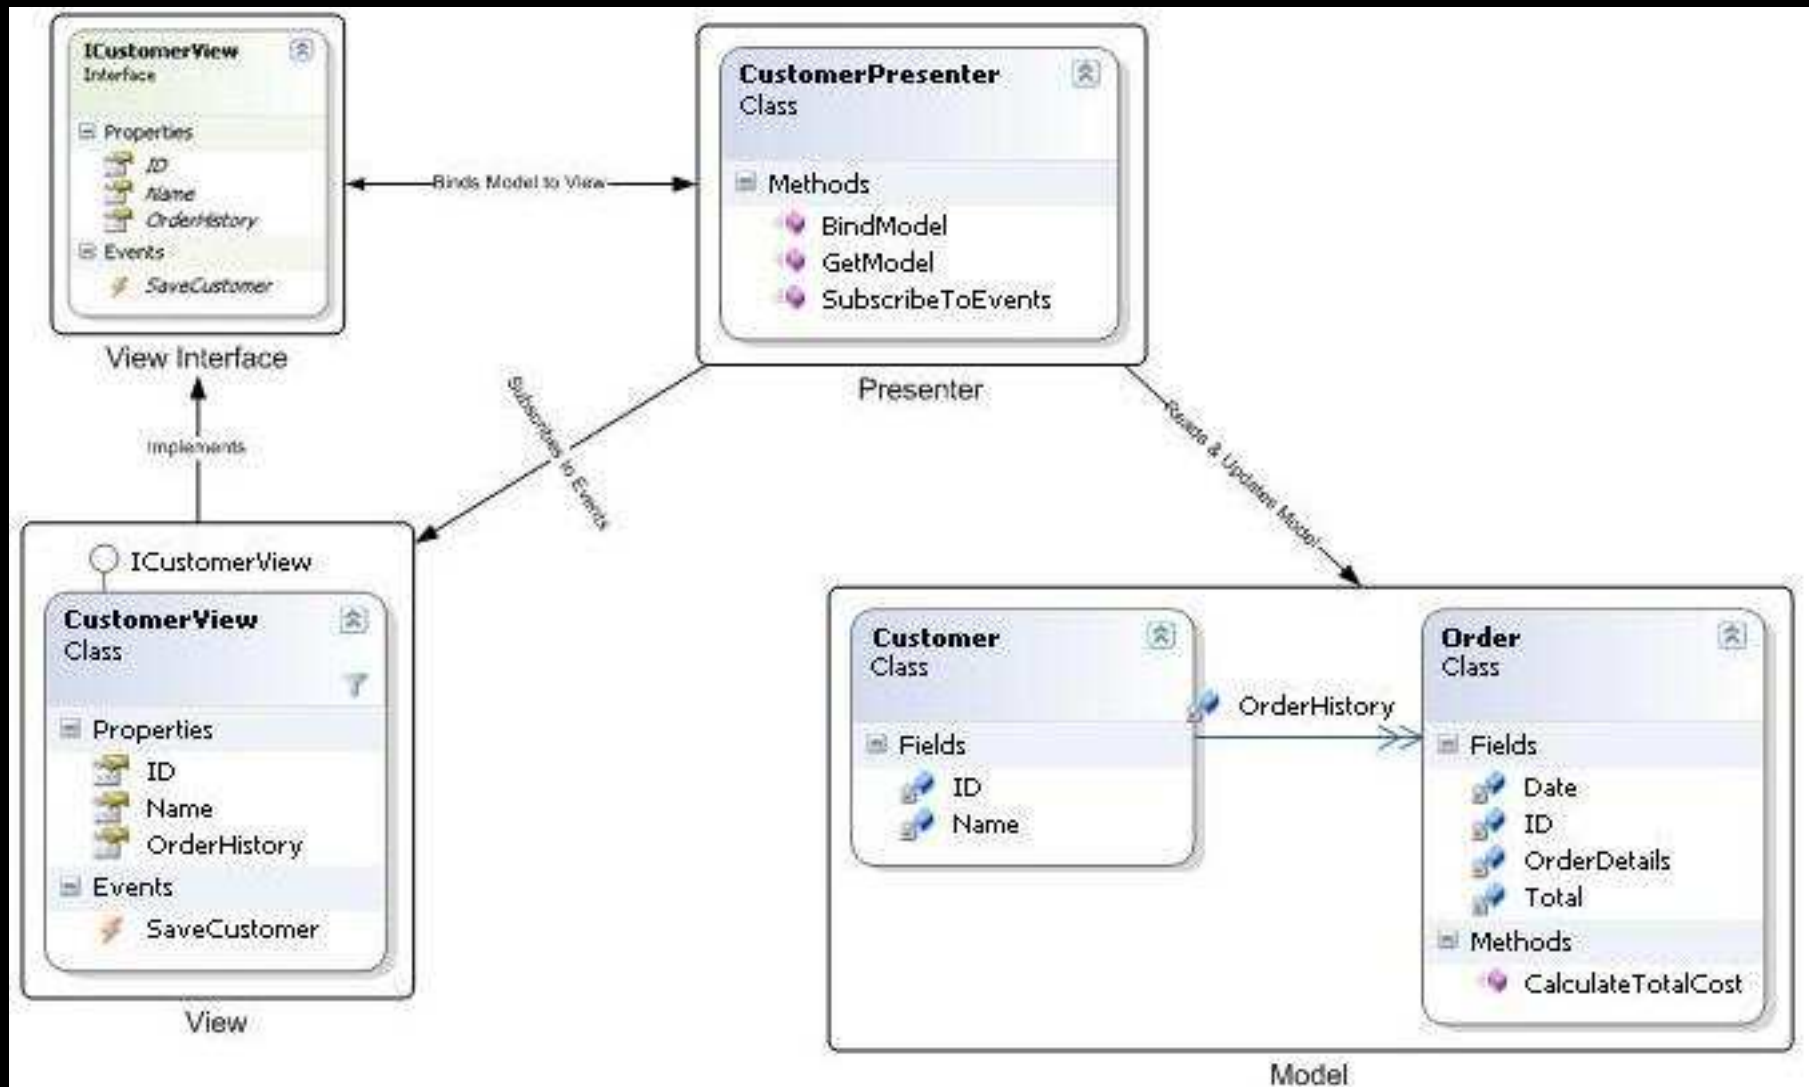 ICustomerView
Interface
Properties
ID
Name
OrderHistory
Events
SaveCustomer
View Interface
Binds Model to View
CustomerPresenter
Class
Methods
BindModel
GetModel
SubscribeToEvents
Presenter
Implements
Subscribes to Events
Reads & Updates Model
ICustomerView
CustomerView
Class
Properties
ID
Name
OrderHistory
Events
SaveCustomer
View
Customer
Class
Fields
ID
Name
OrderHistory
Order
Class
Fields
Date
ID
OrderDetails
Total
Methods
CalculateTotalCost
Model